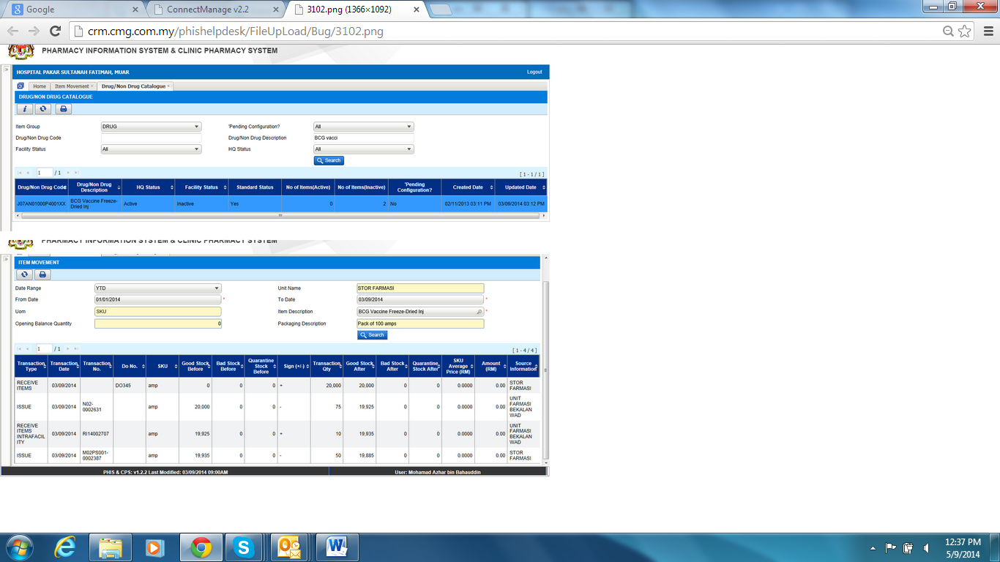 Google
ConnectManage v2.2
3102.png (1366×1092)
crm.cmg.com.my/phishelpdesk/FileUpLoad/Bug/3102.png
PHARMACY INFORMATION SYSTEM & CLINIC PHARMACY SYSTEM
HOSPITAL PAKAR SULTANAH FATIMAH, MUAR Logout
Home Item Movement × Drug/Non Drug Catalogue ×
DRUG/NON DRUG CATALOGUE
Item Group DRUG 'Pending Configuration? All
Drug/Non Drug Code Drug/Non Drug Description BCG vacci
Facility Status All HQ Status All
Search
1 / 1 [ 1 - 1 / 1 ]
Drug/Non Drug Code Drug/Non Drug Description HQ Status Facility Status Standard Status No of Items(Active) No of Items(Inactive) 'Pending Configuration? Created Date Updated Date
J07AN01000P4001XX BCG Vaccine Freeze-Dried Inj Active Inactive Yes 0 2 No 02/11/2013 03:11 PM 03/09/2014 03:12 PM
PHARMACY INFORMATION SYSTEM & CLINIC PHARMACY SYSTEM
ITEM MOVEMENT
Date Range YTD Unit Name STOR FARMASI
From Date 01/01/2014 * To Date 03/09/2014 *
Uom SKU Item Description BCG Vaccine Freeze-Dried Inj *
Opening Balance Quantity 0 Packaging Description Pack of 100 amps
Search
1 / 1 [ 1 - 4 / 4 ]
Transaction Type Transaction Date Transaction No. Do No. SKU Good Stock Before Bad Stock Before Quarantine Stock Before Sign (+/-) Transaction Qty Good Stock After Bad Stock After Quarantine Stock After SKU Average Price (RM) Amount (RM) Source Information
RECEIVE ITEMS 03/09/2014 DO345 amp 0 0 0 + 20,000 20,000 0 0 0.0000 0.00 STOR FARMASI
ISSUE 03/09/2014 N02-0002631 amp 20,000 0 0 - 75 19,925 0 0 0.0000 0.00 UNIT FARMASI BEKALAN WAD
RECEIVE ITEMS INTRAFACILITY 03/09/2014 RI14002707 amp 19,925 0 0 + 10 19,935 0 0 0.0000 0.00 UNIT FARMASI BEKALAN WAD
ISSUE 03/09/2014 M02PS001-0002387 amp 19,935 0 0 - 50 19,885 0 0 0.0000 0.00 STOR FARMASI
PHIS & CPS: v1.2.2 Last Modified: 03/09/2014 09:00AM User: Mohamad Azhar bin Bahauddin
12:37 PM
5/9/2014